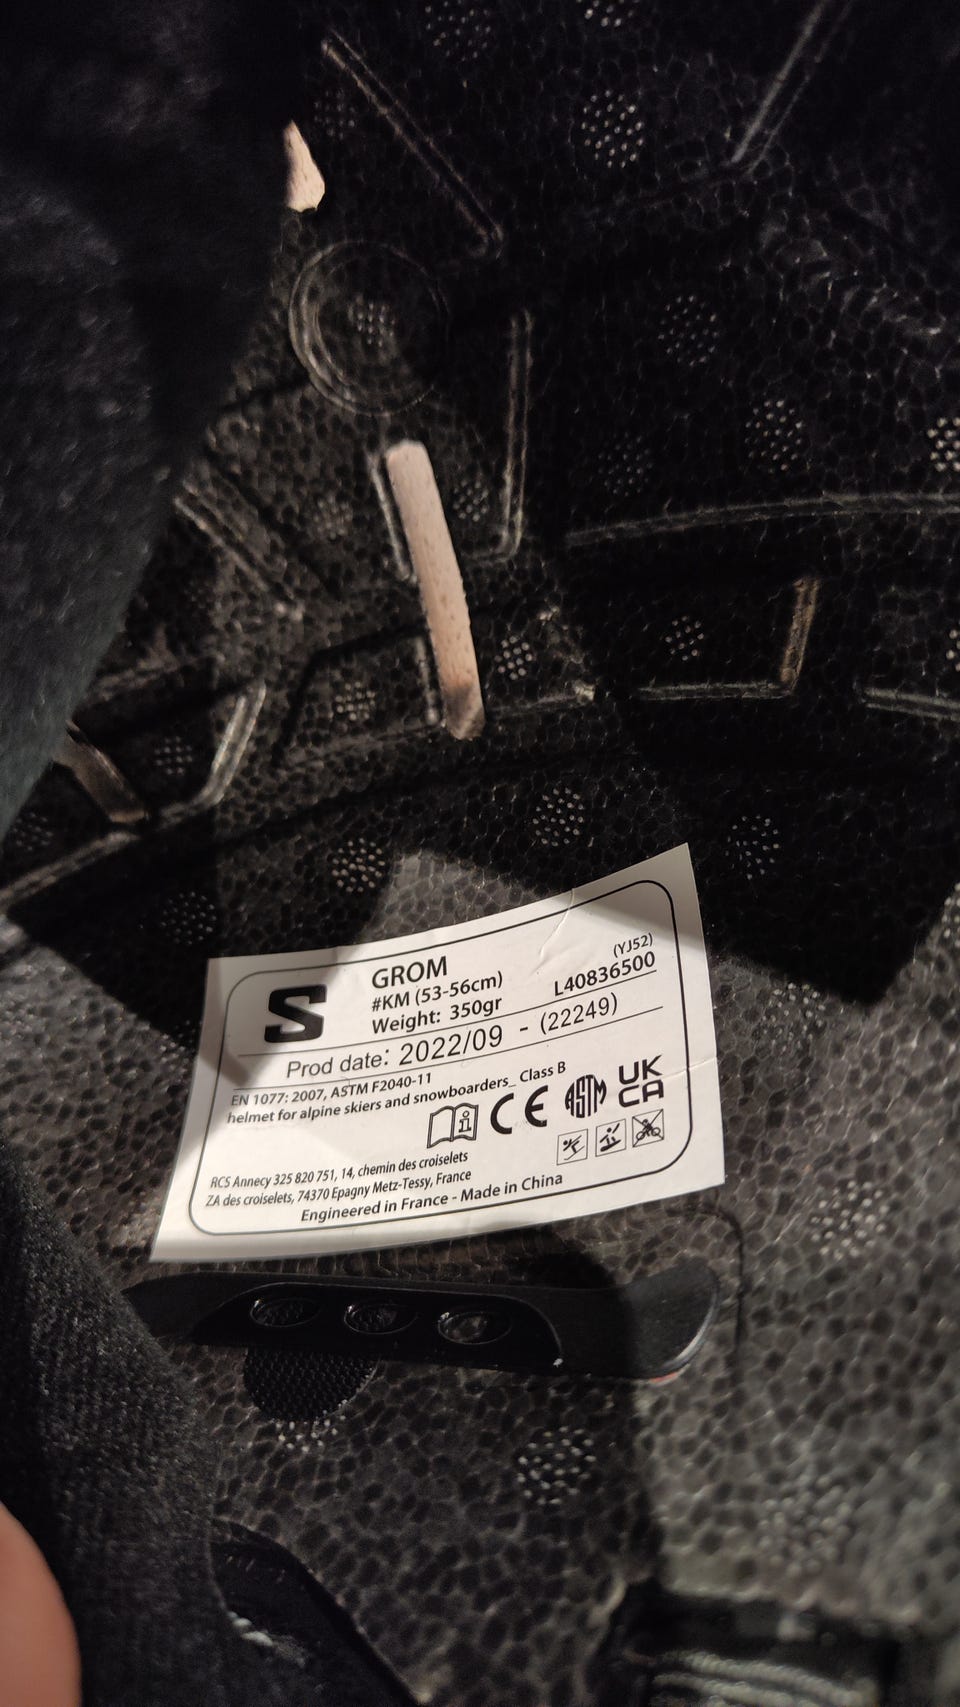 S
GROM
#KM (53-56cm)
(YJ52)
Weight: 350gr
L40836500
Prod date: 2022/09 - (22249)
EN 1077: 2007, ASTM F2040-11
helmet for alpine skiers and snowboarders_ Class B
i CE ASTM UK CA
RCS Annecy 325 820 751, 14, chemin des croiselets
ZA des croiselets, 74370 Epagny Metz-Tessy, France
Engineered in France - Made in China